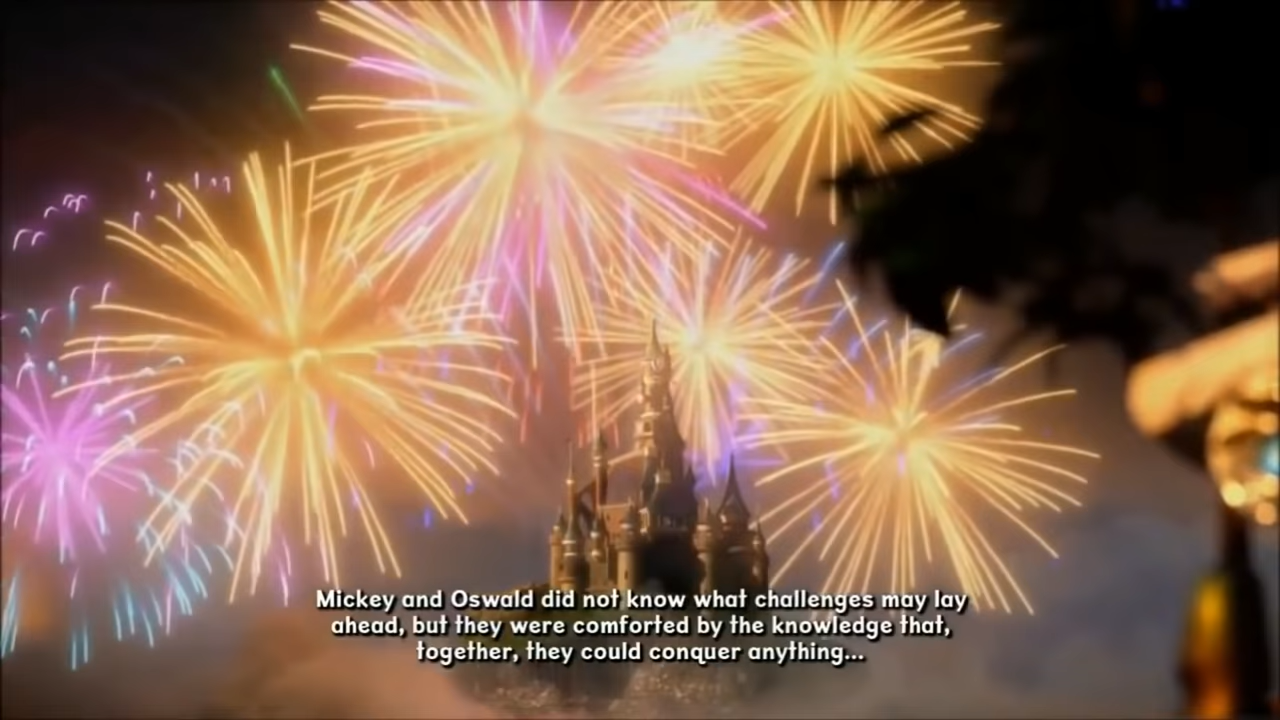 Mickey and Oswald did not know what challenges may lay
ahead, but they were comforted by the knowledge that,
together, they could conquer anything...